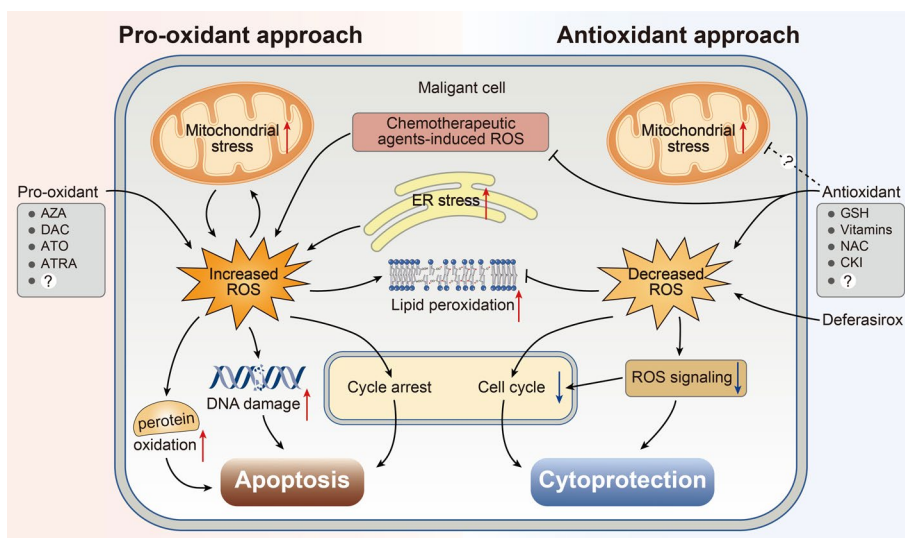 Pro-oxidant approach
Antioxidant approach
Maligant cell
Mitochondrial
stress
Chemotherapeutic
agents-induced ROS
Mitochondrial
stress
?
Pro-oxidant
AZA
DAC
ATO
ATRA
?
ER stress
Antioxidant
GSH
Vitamins
NAC
CKI
?
Increased
ROS
Lipid peroxidation
Decreased
ROS
Deferasirox
DNA damage
Cycle arrest
Cell cycle
ROS signaling
perotein
oxidation
Apoptosis
Cytoprotection